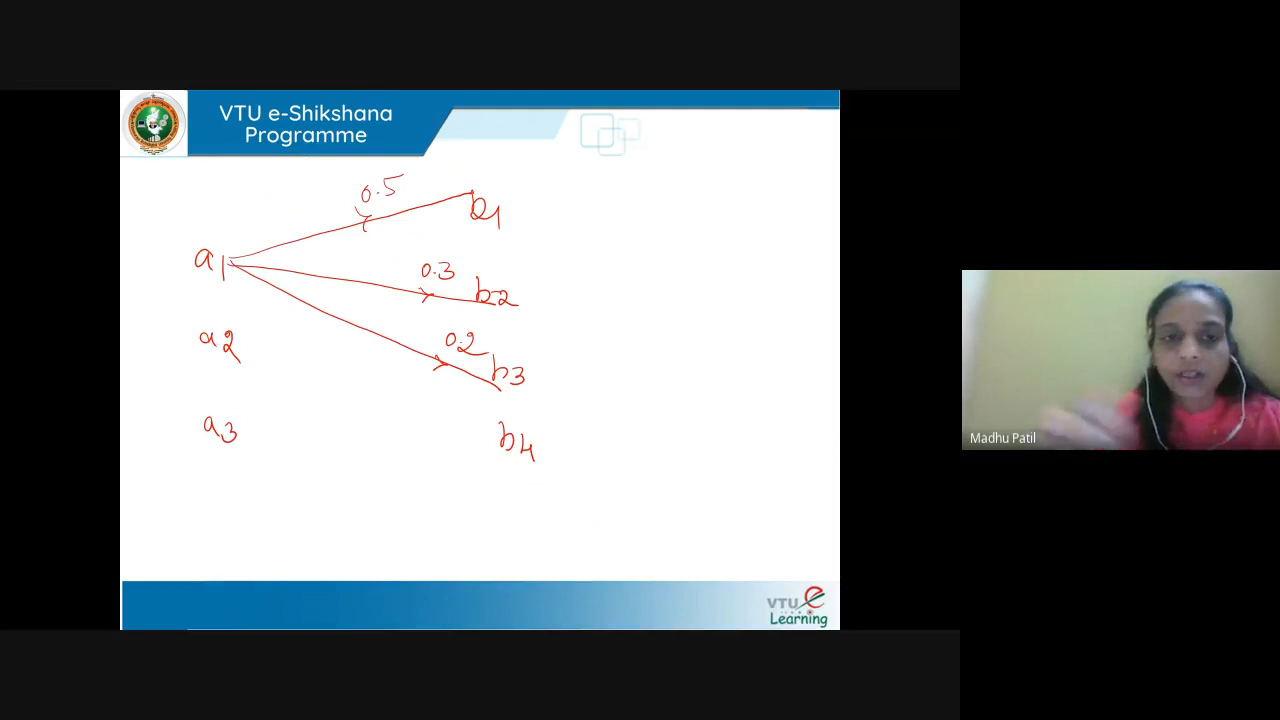 VTU e-Shikshana
Programme
0.5
b1
a1
0.3
b2
a2
0.2
b3
a3
b4
Madhu Patil
VTU e
Learning